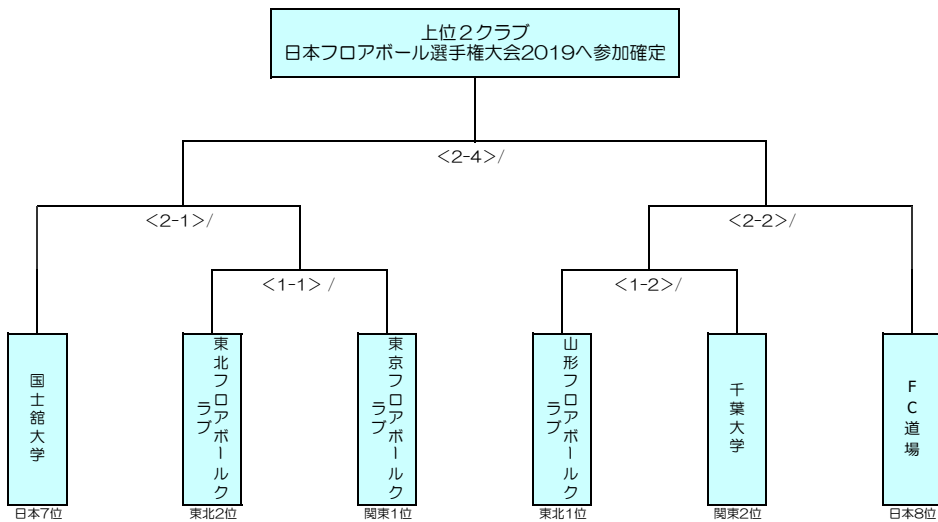 上位２クラブ
日本フロアボール選手権大会2019へ参加確定
<2-4>/
<2-1>/
<2-2>/
<1-1> /
<1-2>/
国士舘大学
東北フロアボールク
ラブ
東京フロアボールク
ラブ
山形フロアボールク
ラブ
千葉大学
FC道場
日本7位
東北2位
関東1位
東北1位
関東2位
日本8位